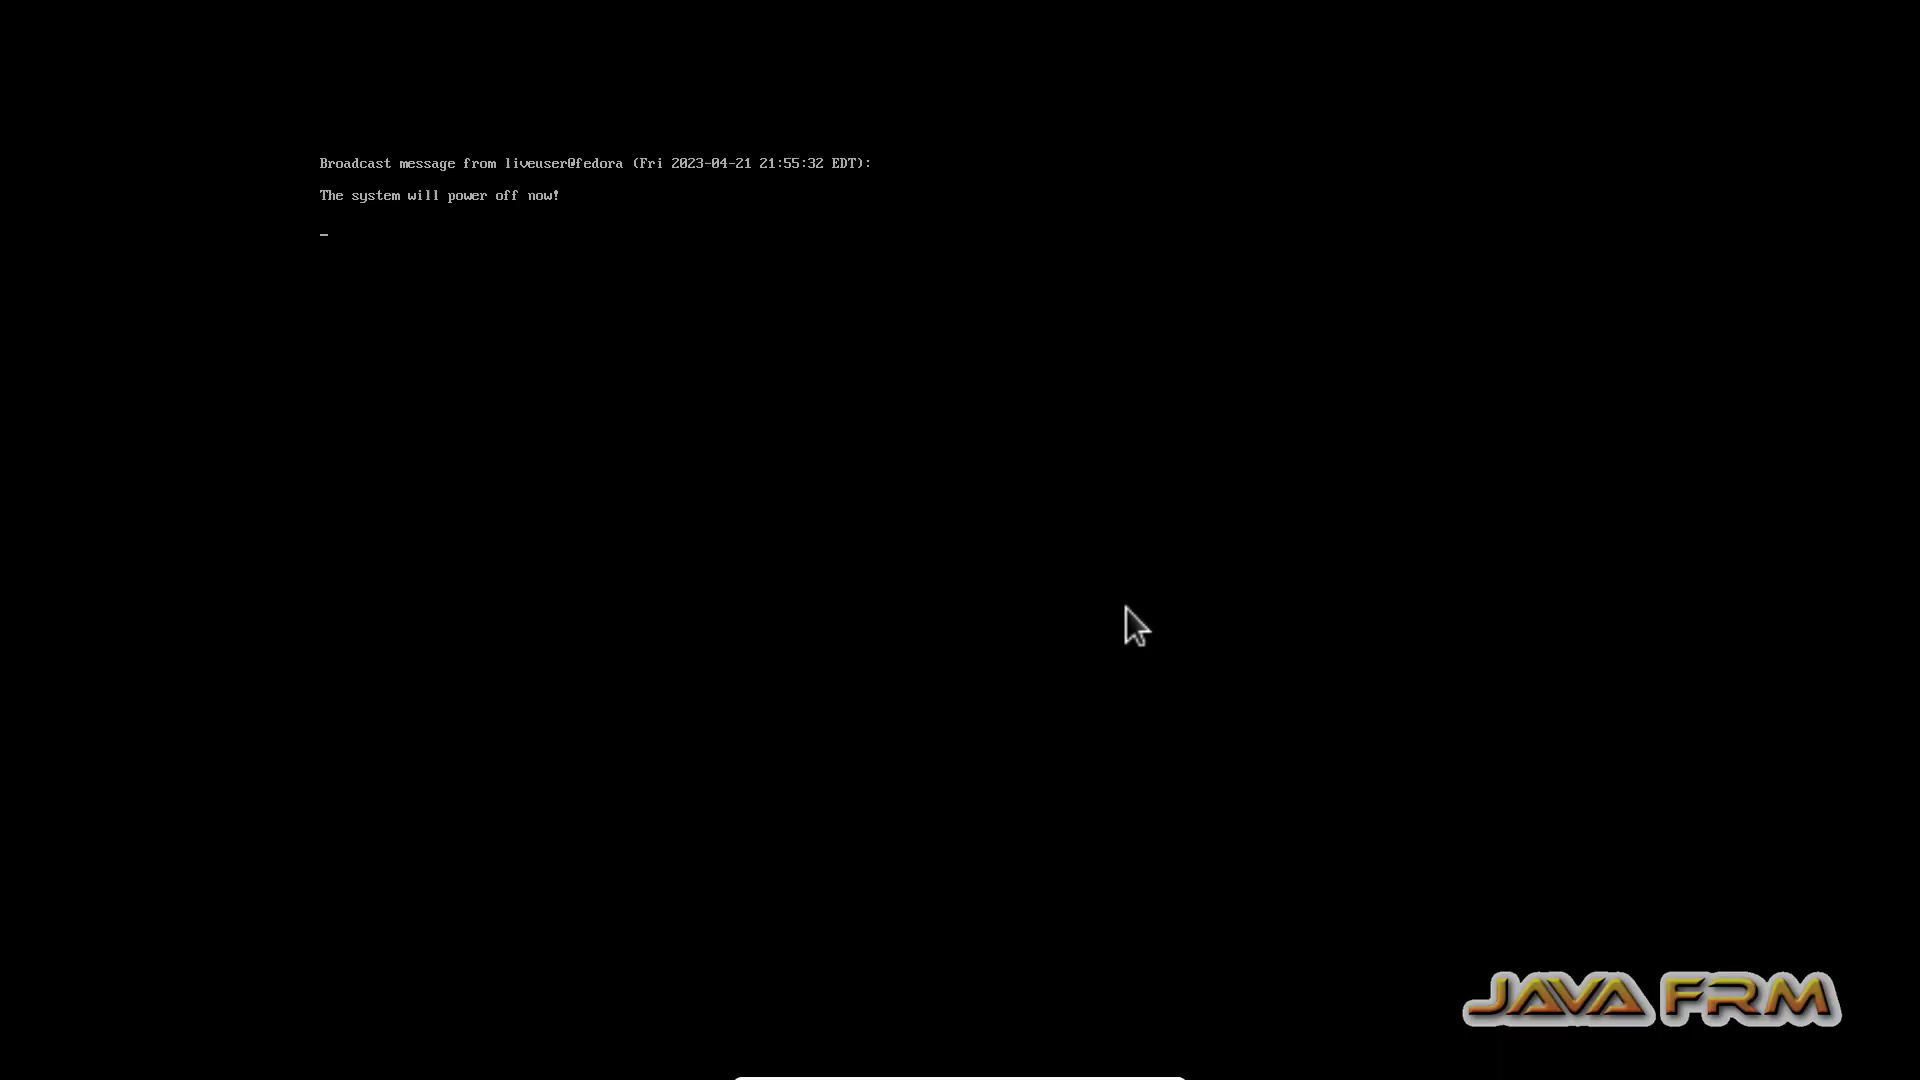 Broadcast message from liveuser@fedora (Fri 2023-04-21 21:55:32 EDT):
The system will power off now!
JAVA FRM